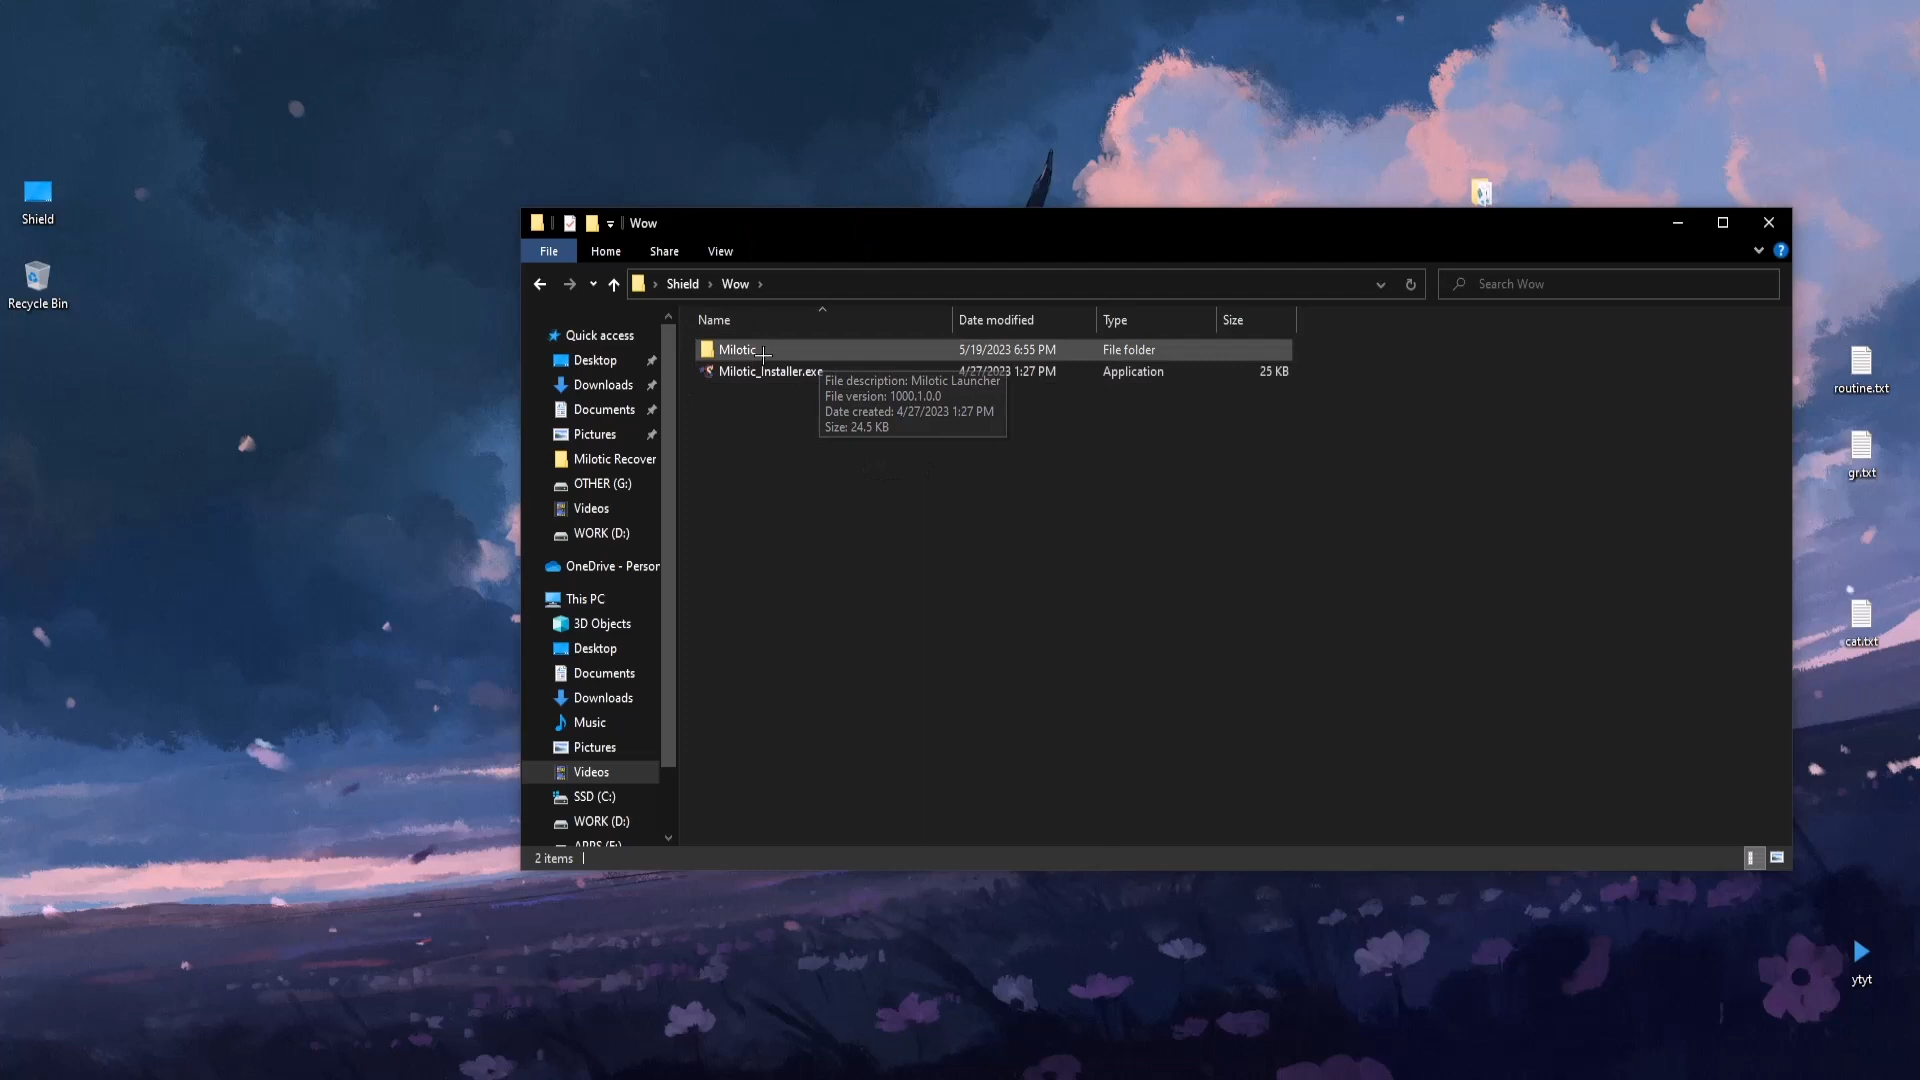 Shield
Recycle Bin
Wow
File
Home
Share
View
Shield
Wow
Search Wow
Name
Date modified
Type
Size
Milotic
5/19/2023 6:55 PM
File folder
Milotic_Installer.exe
4/27/2023 1:27 PM
Application
25 KB
File description: Milotic Launcher
File version: 1000.1.0.0
Date created: 4/27/2023 1:27 PM
Size: 24.5 KB
Quick access
Desktop
Downloads
Documents
Pictures
Milotic Recover
OTHER (G:)
Videos
WORK (D:)
OneDrive - Person
This PC
3D Objects
Desktop
Documents
Downloads
Music
Pictures
Videos
SSD (C:)
WORK (D:)
2 items
routine.txt
gr.txt
cat.txt
ytyt